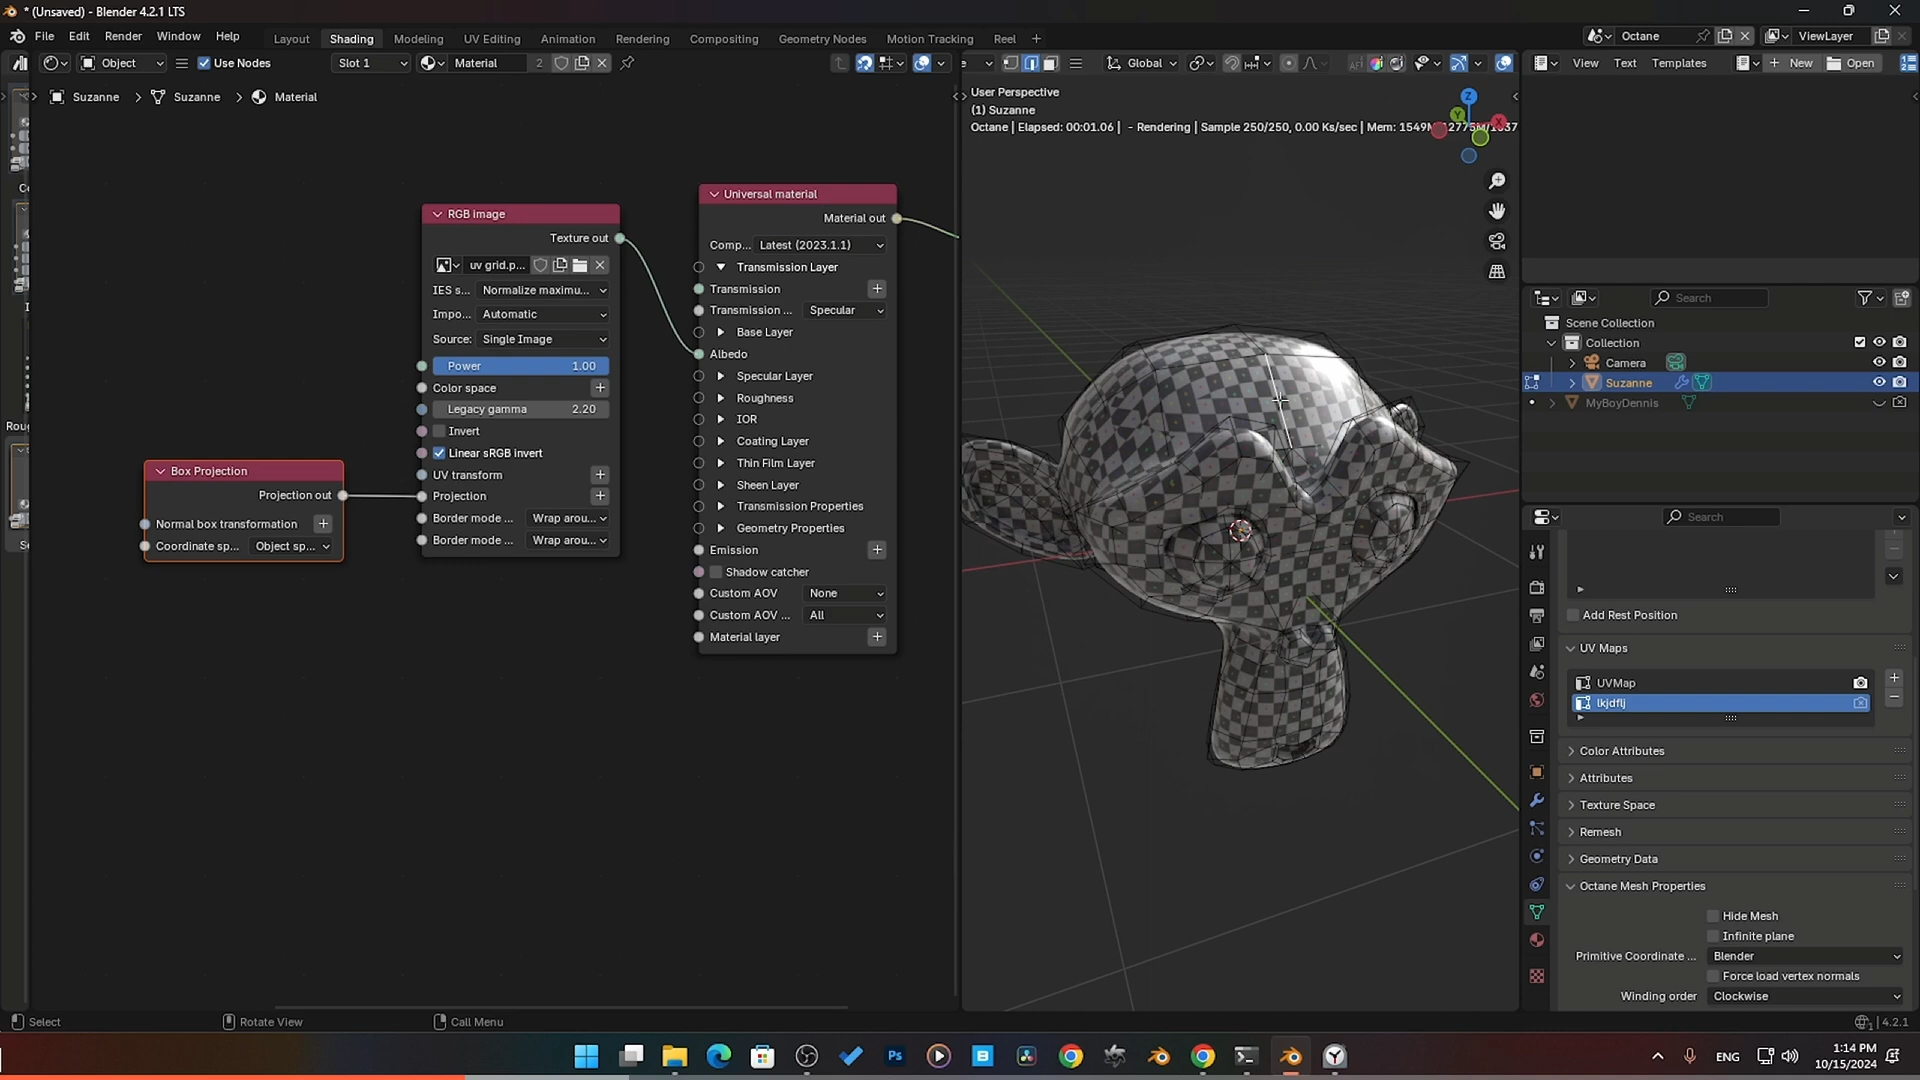 * (Unsaved) - Blender 4.2.1 LTS
File Edit Render Window Help Layout Shading Modeling UV Editing Animation Rendering Compositing Geometry Nodes Motion Tracking Reel + Octane ViewLayer
Object Use Nodes Slot 1 Material 2 Global View Text Templates New Open
Suzanne > Suzanne > Material
User Perspective
(1) Suzanne
Octane | Elapsed: 00:01.06 | - Rendering | Sample 250/250, 0.00 Ks/sec | Mem: 1549M
Z
Y
X
RGB image
Texture out
uv grid.p...
IES s... Normalize maximu...
Impo... Automatic
Source: Single Image
Power 1.00
Color space
Legacy gamma 2.20
Invert
Linear sRGB invert
UV transform
Projection
Border mode ... Wrap arou...
Border mode ... Wrap arou...
Box Projection
Projection out
Normal box transformation
Coordinate sp... Object sp...
Universal material
Material out
Comp... Latest (2023.1.1)
Transmission Layer
Transmission
Transmission ... Specular
Base Layer
Albedo
Specular Layer
Roughness
IOR
Coating Layer
Thin Film Layer
Sheen Layer
Transmission Properties
Geometry Properties
Emission
Shadow catcher
Custom AOV None
Custom AOV ... All
Material layer
Search
Scene Collection
Collection
Camera
Suzanne
MyBoyDennis
Search
Add Rest Position
UV Maps
UVMap
lkjdflj
Color Attributes
Attributes
Texture Space
Remesh
Geometry Data
Octane Mesh Properties
Hide Mesh
Infinite plane
Primitive Coordinate ... Blender
Force load vertex normals
Winding order Clockwise
Select Rotate View Call Menu 4.2.1
Ps
B
ENG
1:14 PM
10/15/2024